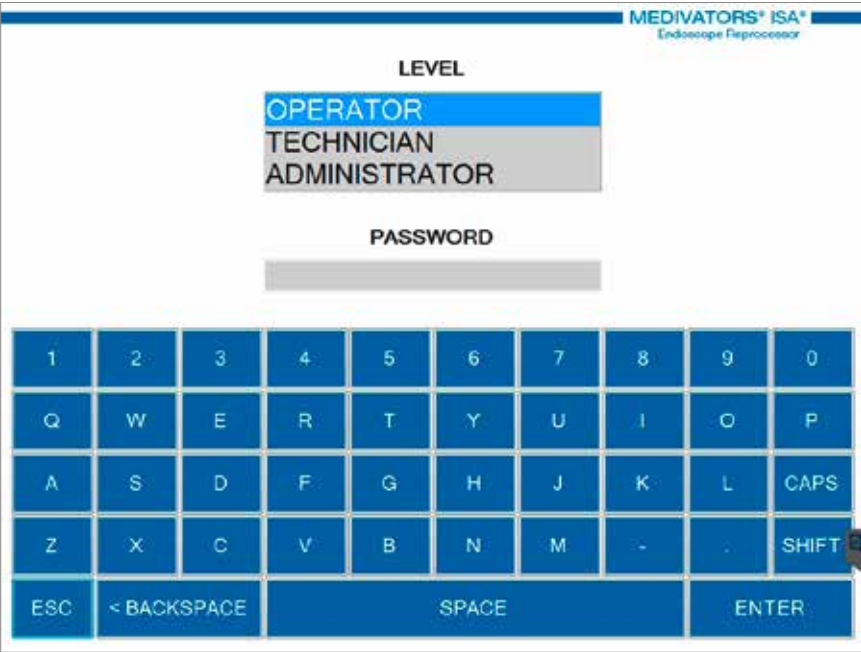 MEDIVATORS® ISA®
Endoscope Reprocessor
LEVEL
OPERATOR
TECHNICIAN
ADMINISTRATOR
PASSWORD
1 2 3 4 5 6 7 8 9 0
Q W E R T Y U I O P
A S D F G H J K L CAPS
Z X C V B N M - . SHIFT
ESC < BACKSPACE SPACE ENTER